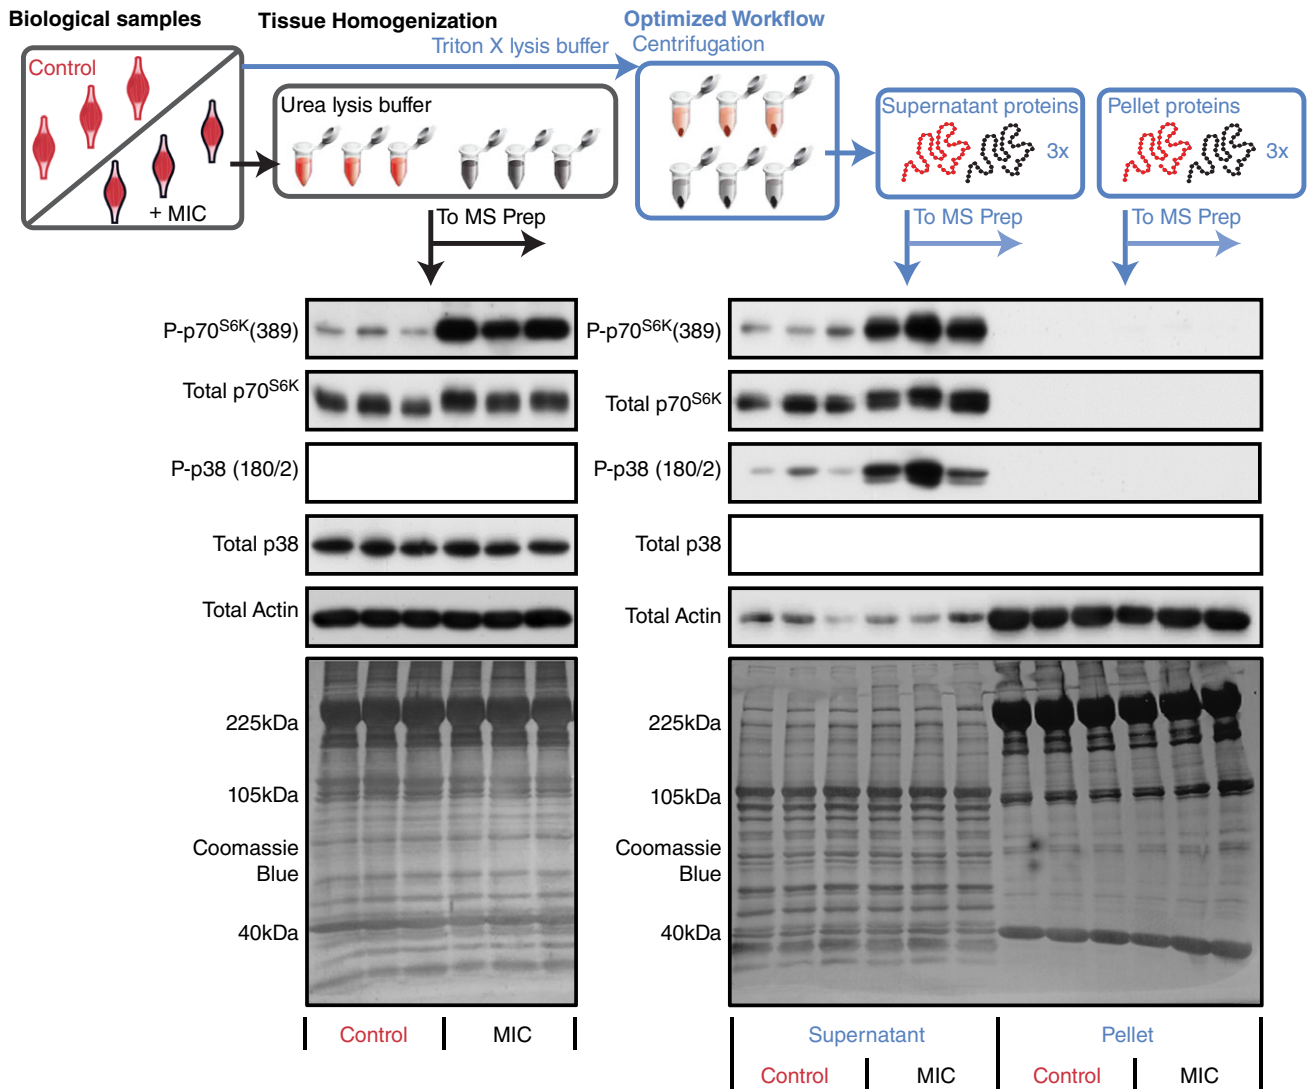 Biological samples
Tissue Homogenization
Optimized Workflow
Triton X lysis buffer
Centrifugation
Control
+ MIC
Urea lysis buffer
Supernatant proteins
3x
Pellet proteins
3x
To MS Prep
To MS Prep
To MS Prep
P-p70S6K(389)
Total p70S6K
P-p38 (180/2)
Total p38
Total Actin
225kDa
105kDa
Coomassie
Blue
40kDa
Control
MIC
P-p70S6K(389)
Total p70S6K
P-p38 (180/2)
Total p38
Total Actin
225kDa
105kDa
Coomassie
Blue
40kDa
Supernatant
Pellet
Control
MIC
Control
MIC